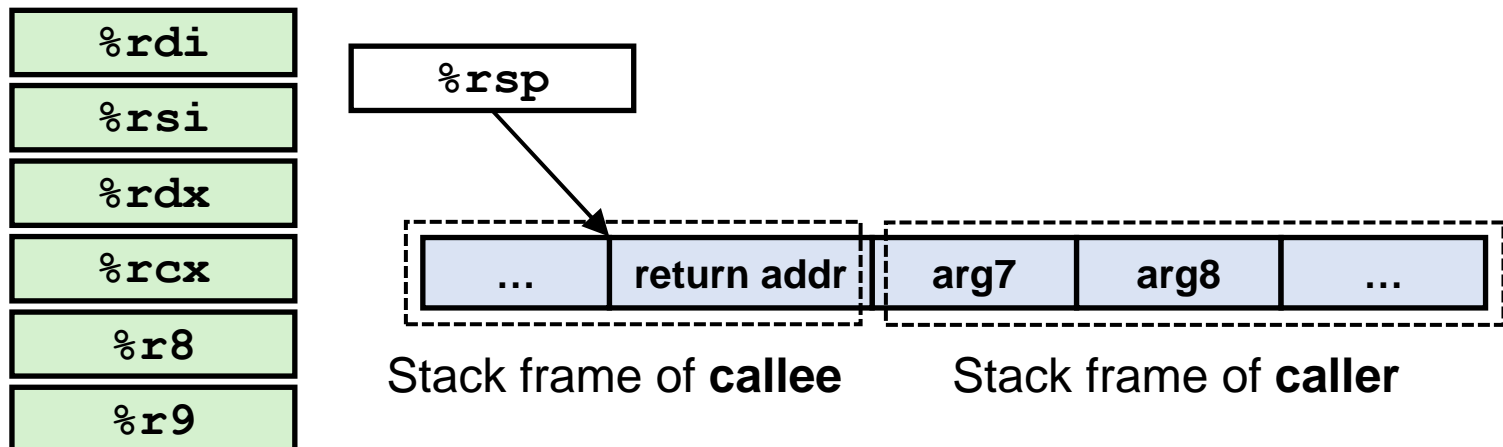 %rdi
%rsi
%rdx
%rcx
%r8
%r9
%rsp
… return addr arg7 arg8 …
Stack frame of callee Stack frame of caller